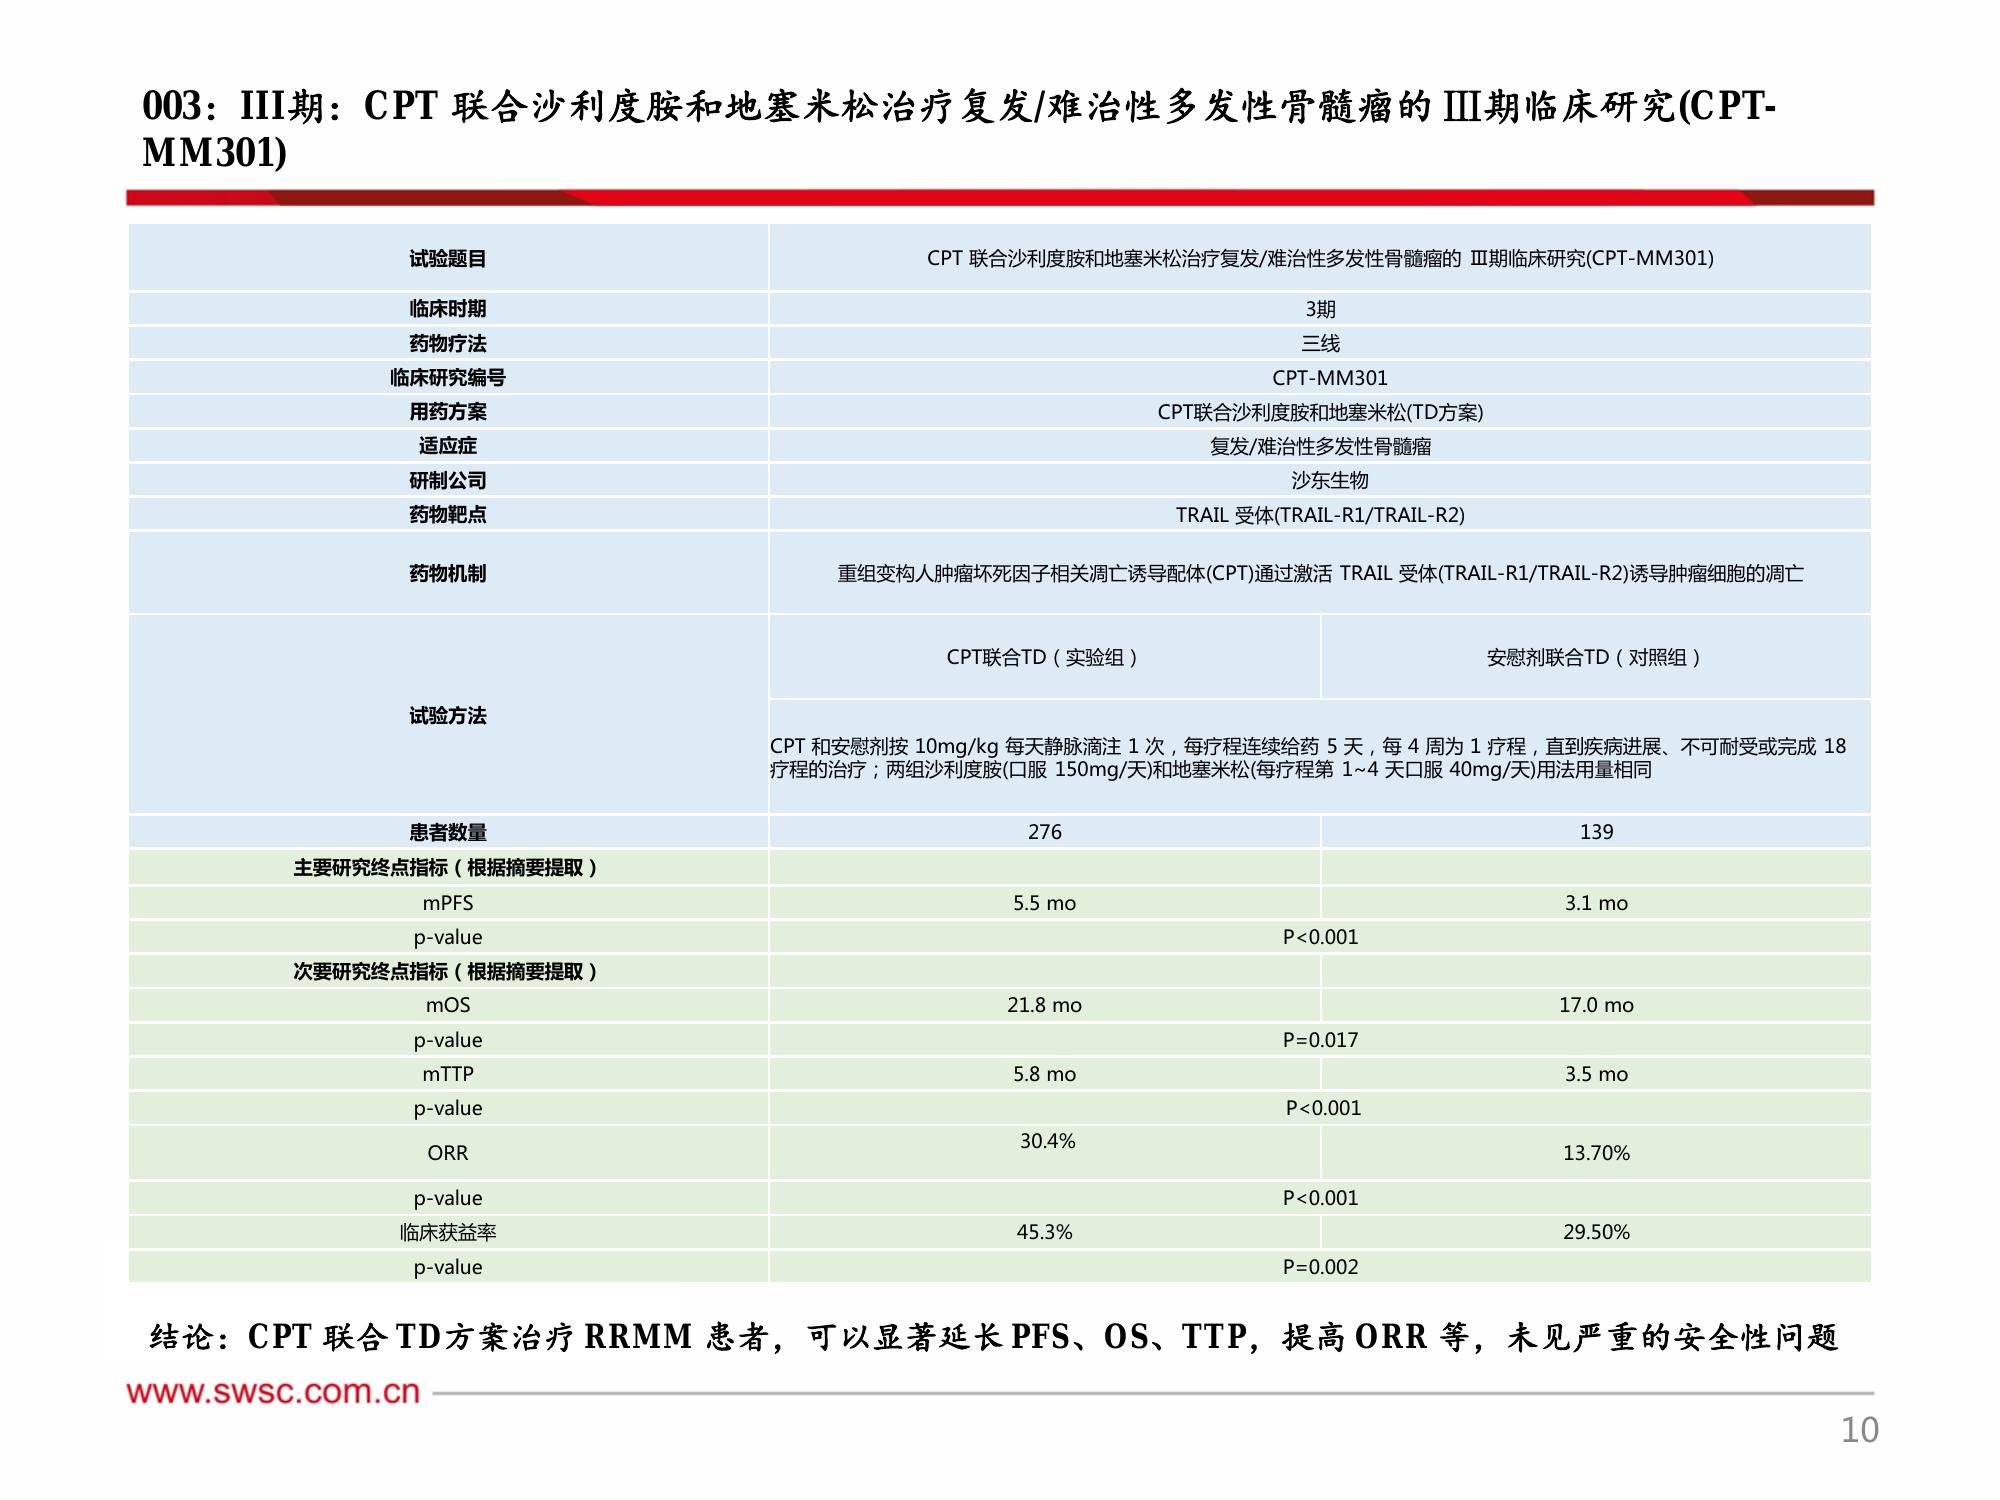 003：III期：CPT 联合沙利度胺和地塞米松治疗复发/难治性多发性骨髓瘤的 Ⅲ期临床研究(CPT-
MM301)
试验题目 CPT 联合沙利度胺和地塞米松治疗复发/难治性多发性骨髓瘤的 Ⅲ期临床研究(CPT-MM301)
临床时期 3期
药物疗法 三线
临床研究编号 CPT-MM301
用药方案 CPT联合沙利度胺和地塞米松(TD方案)
适应症 复发/难治性多发性骨髓瘤
研制公司 沙东生物
药物靶点 TRAIL 受体(TRAIL-R1/TRAIL-R2)
药物机制 重组变构人肿瘤坏死因子相关凋亡诱导配体(CPT)通过激活 TRAIL 受体(TRAIL-R1/TRAIL-R2)诱导肿瘤细胞的凋亡
试验方法 CPT联合TD（实验组） 安慰剂联合TD（对照组）
CPT 和安慰剂按 10mg/kg 每天静脉滴注 1 次，每疗程连续给药 5 天，每 4 周为 1 疗程，直到疾病进展、不可耐受或完成 18
疗程的治疗；两组沙利度胺(口服 150mg/天)和地塞米松(每疗程第 1~4 天口服 40mg/天)用法用量相同
患者数量 276 139
主要研究终点指标（根据摘要提取）
mPFS 5.5 mo 3.1 mo
p-value P<0.001
次要研究终点指标（根据摘要提取）
mOS 21.8 mo 17.0 mo
p-value P=0.017
mTTP 5.8 mo 3.5 mo
p-value P<0.001
ORR 30.4% 13.70%
p-value P<0.001
临床获益率 45.3% 29.50%
p-value P=0.002
结论：CPT 联合 TD方案治疗 RRMM 患者，可以显著延长 PFS、OS、TTP，提高 ORR 等，未见严重的安全性问题
www.swsc.com.cn
10